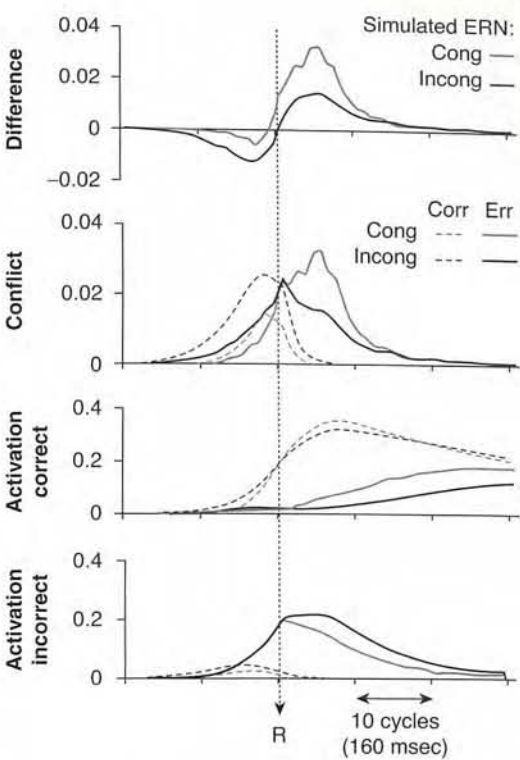 Simulated ERN:
Cong
Incong
Difference
0.04
0.02
0
−0.02
Corr Err
Cong
Incong
Conflict
0.04
0.02
0
Activation
correct
0.4
0.2
0
Activation
incorrect
0.4
0.2
0
R
10 cycles
(160 msec)